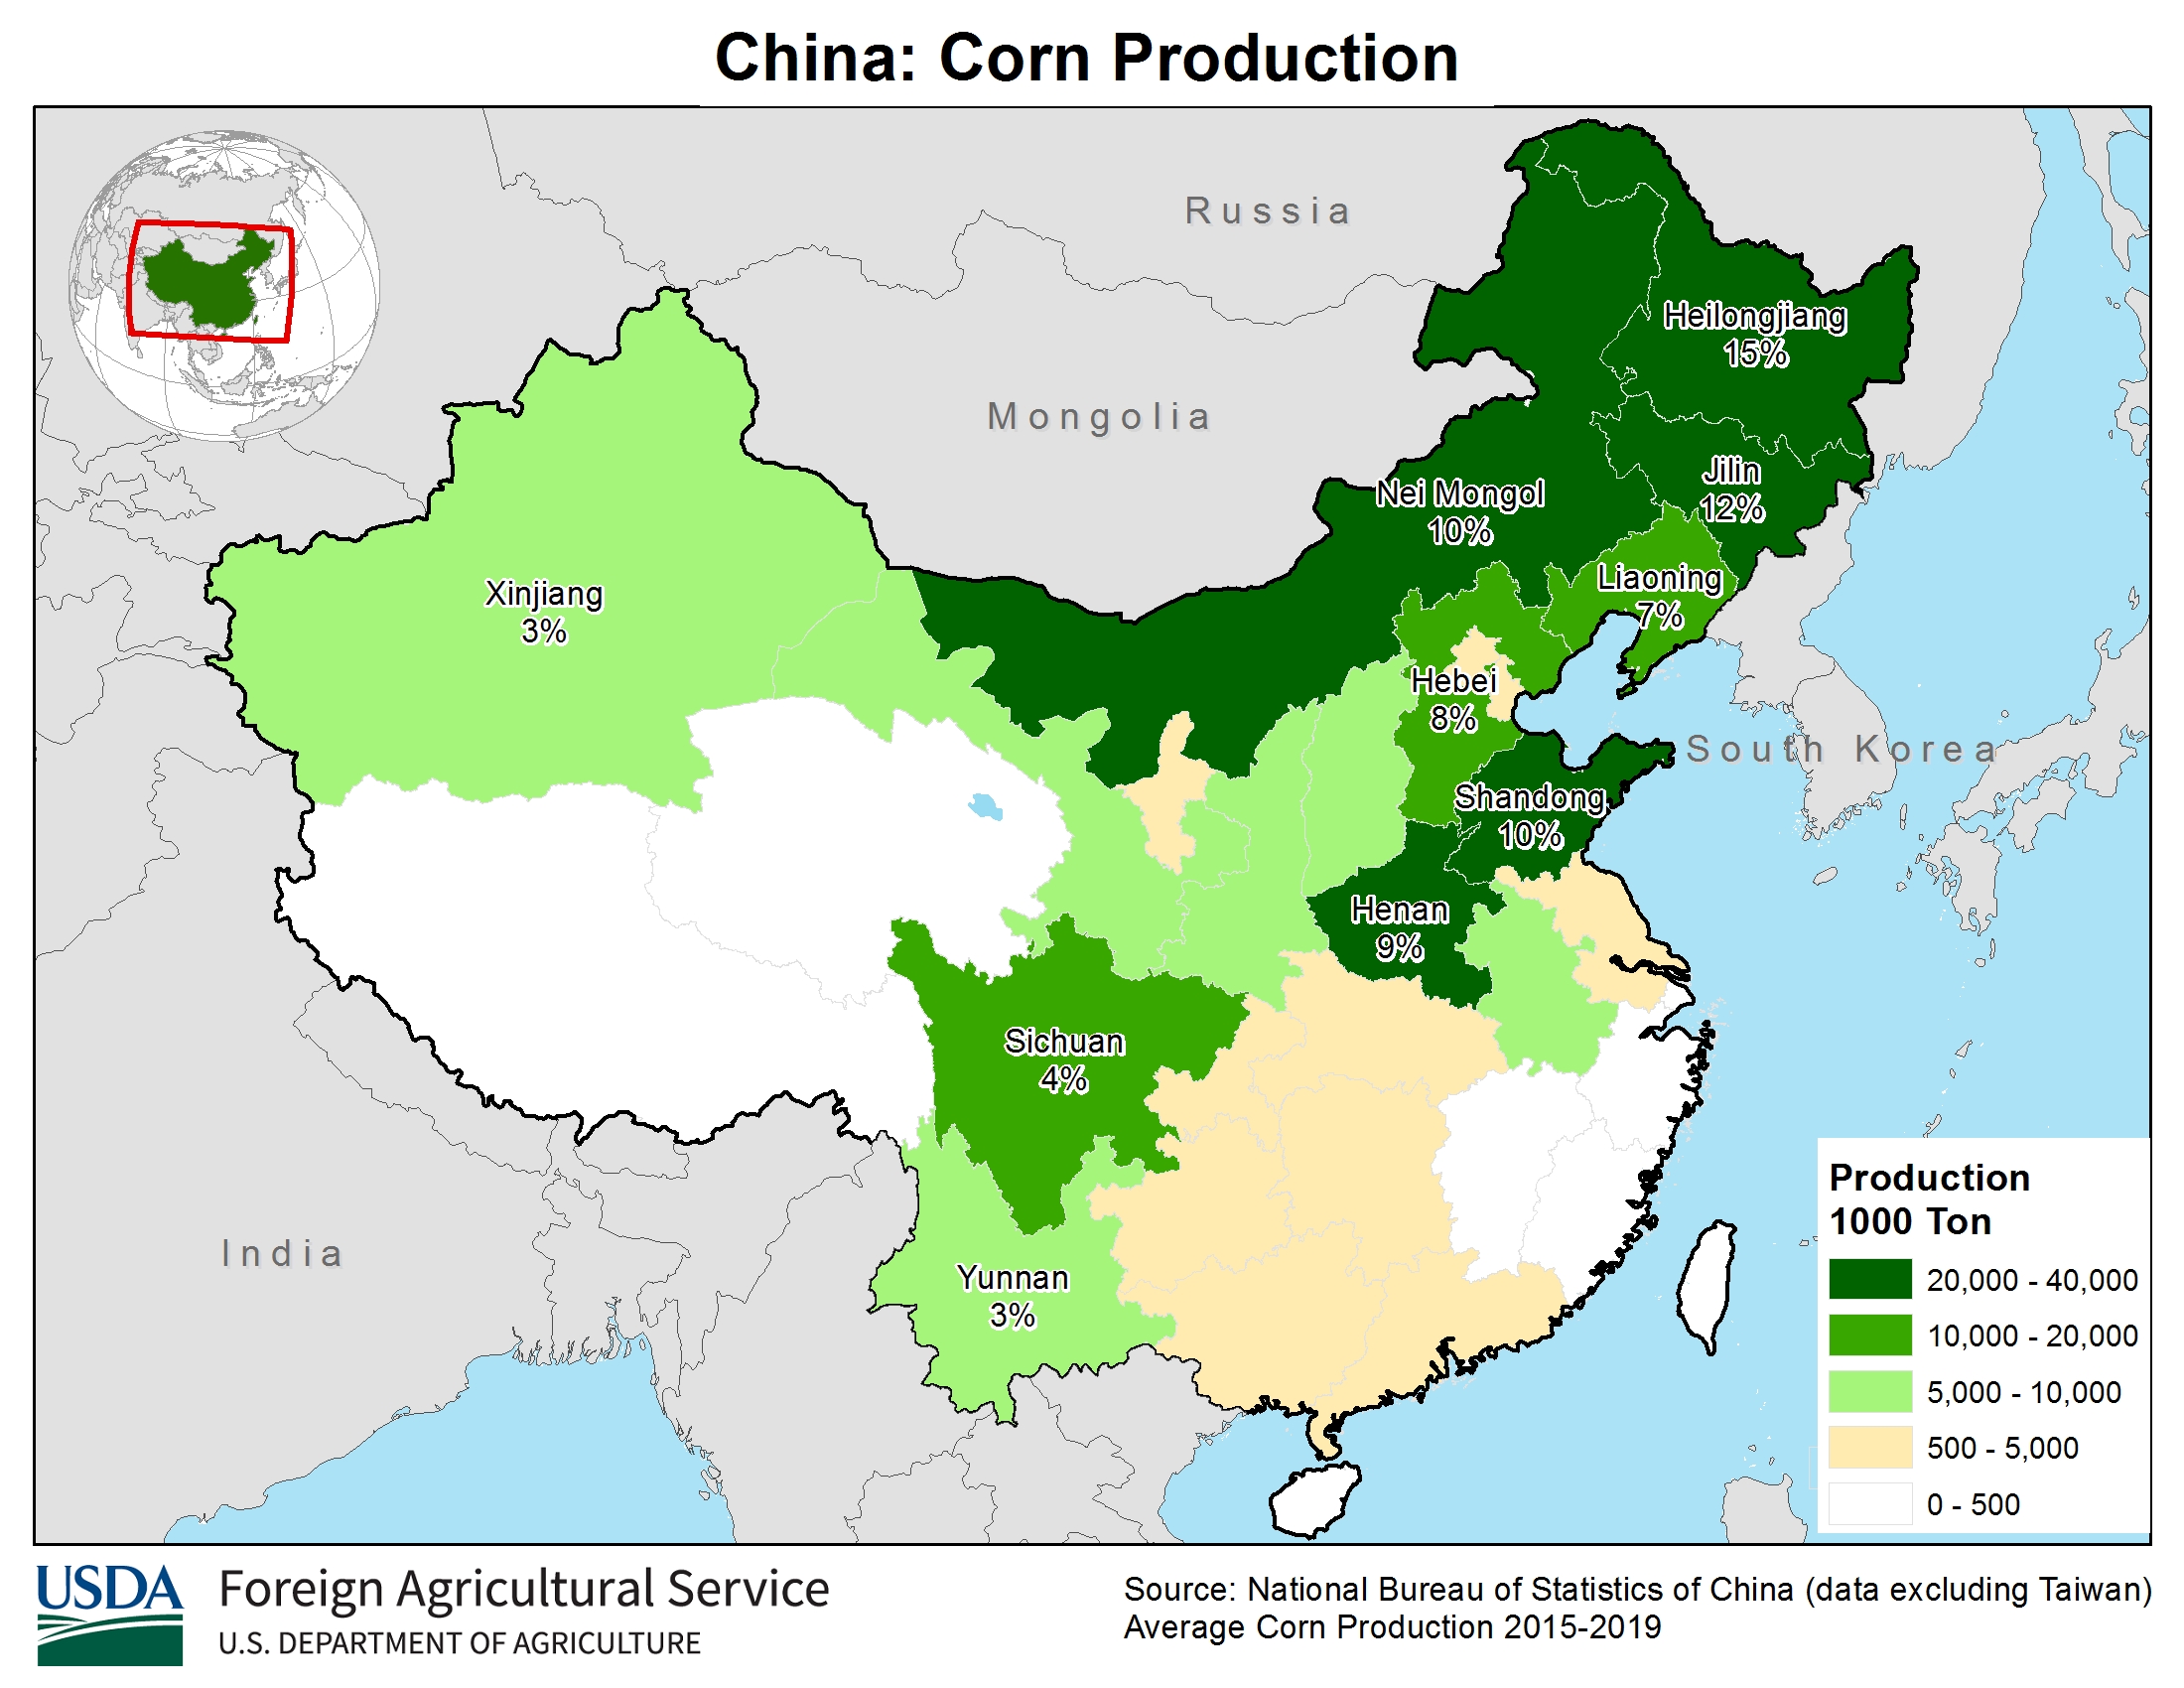 China: Corn Production
Russia
Heilongjiang
15%
Mongolia
Jilin
12%
Nei Mongol
10%
Liaoning
7%
Xinjiang
3%
Hebei
8%
South Korea
Shandong
10%
Henan
9%
Sichuan
4%
India
Yunnan
3%
Production
1000 Ton
20,000 - 40,000
10,000 - 20,000
5,000 - 10,000
500 - 5,000
0 - 500
USDA
Foreign Agricultural Service
U.S. DEPARTMENT OF AGRICULTURE
Source: National Bureau of Statistics of China (data excluding Taiwan)
Average Corn Production 2015-2019